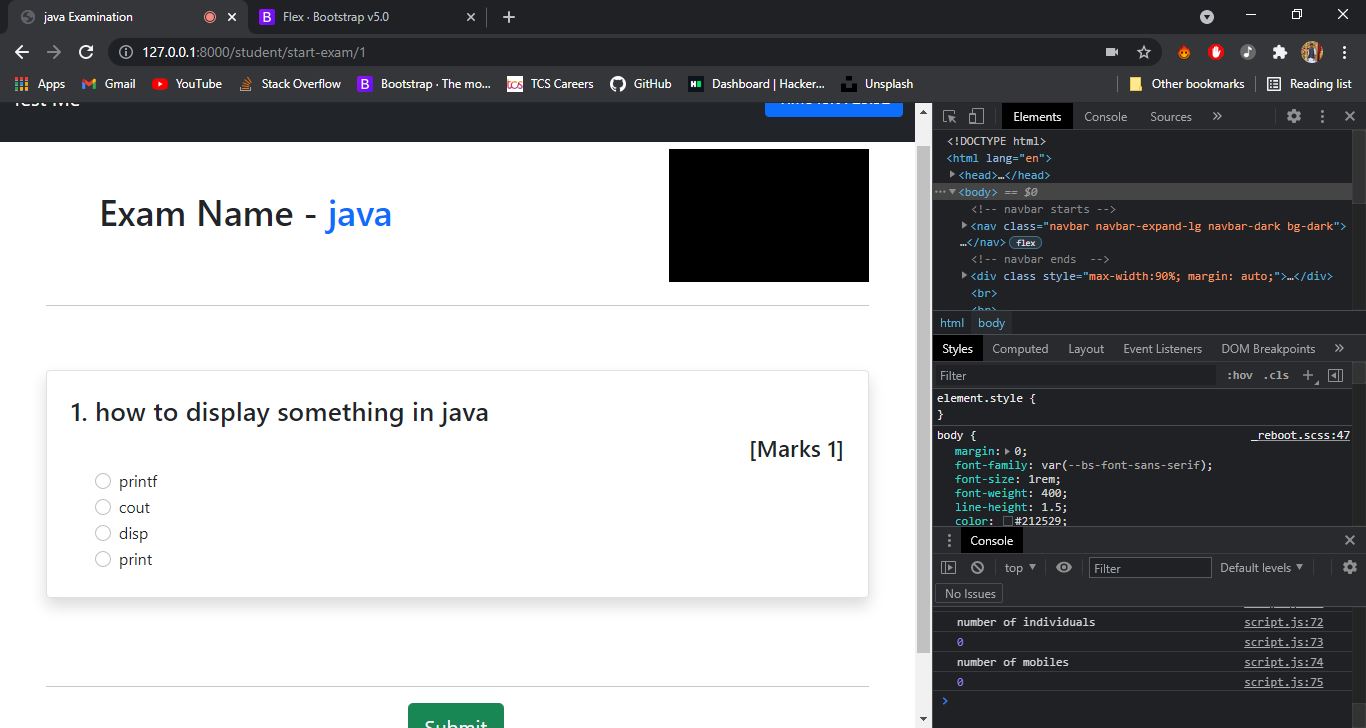 java Examination
Flex · Bootstrap v5.0
127.0.0.1:8000/student/start-exam/1
Apps
Gmail
YouTube
Stack Overflow
Bootstrap · The mo...
TCS Careers
GitHub
Dashboard | Hacker...
Unsplash
Other bookmarks
Reading list
Test Me
Exam Name - java
1. how to display something in java
[Marks 1]
printf
cout
disp
print
Submit
Elements
Console
Sources
<!DOCTYPE html>
<html lang="en">
<head>…</head>
<body> == $0
<!-- navbar starts -->
<nav class="navbar navbar-expand-lg navbar-dark bg-dark">
…</nav> flex
<!-- navbar ends  -->
<div class style="max-width:90%; margin: auto;">…</div>
<br>
<br>
html body
Styles
Computed
Layout
Event Listeners
DOM Breakpoints
Filter
:hov .cls
element.style {
}
body { _reboot.scss:47
margin: 0;
font-family: var(--bs-font-sans-serif);
font-size: 1rem;
font-weight: 400;
line-height: 1.5;
color: #212529;
Console
top
Filter
Default levels
No Issues
number of individuals script.js:72
0 script.js:73
number of mobiles script.js:74
0 script.js:75